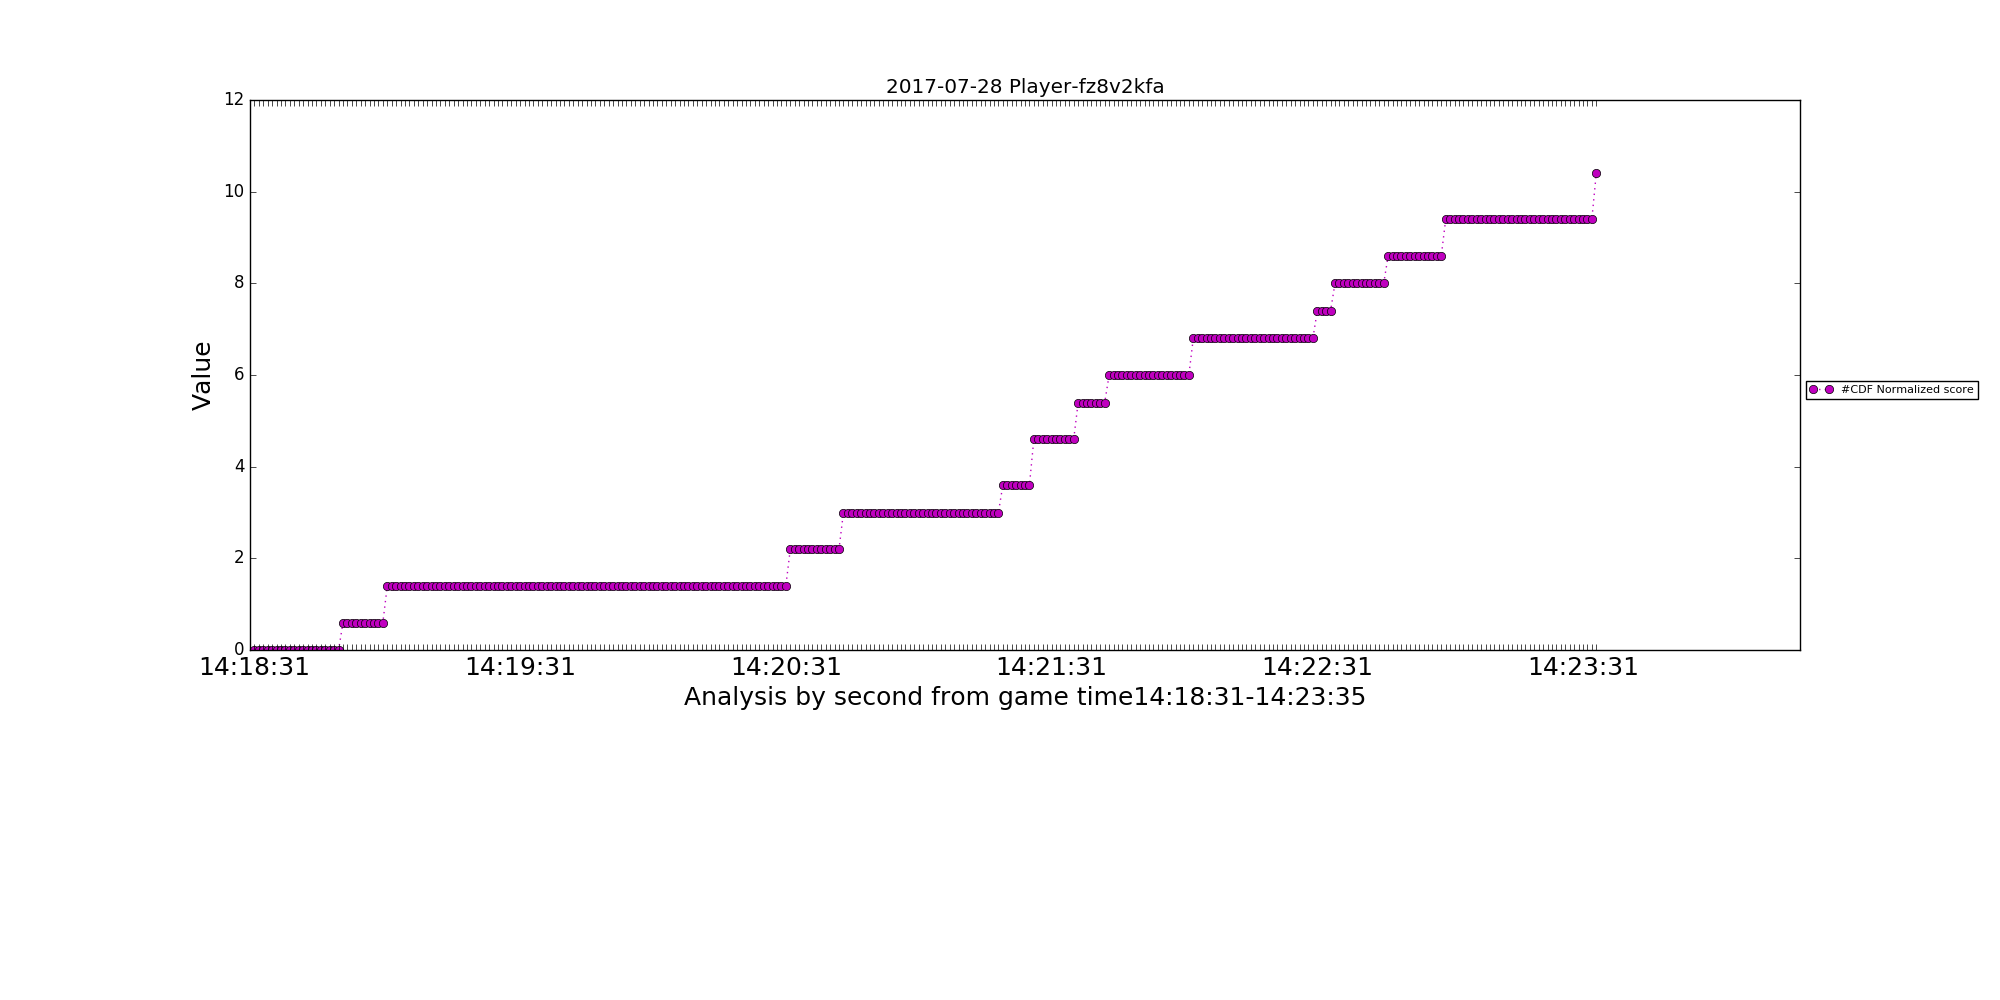 2017-07-28 Player-fz8v2kfa
12
10
8
6
4
2
0
Value
#CDF Normalized score
14:18:31 14:19:31 14:20:31 14:21:31 14:22:31 14:23:31
Analysis by second from game time14:18:31-14:23:35